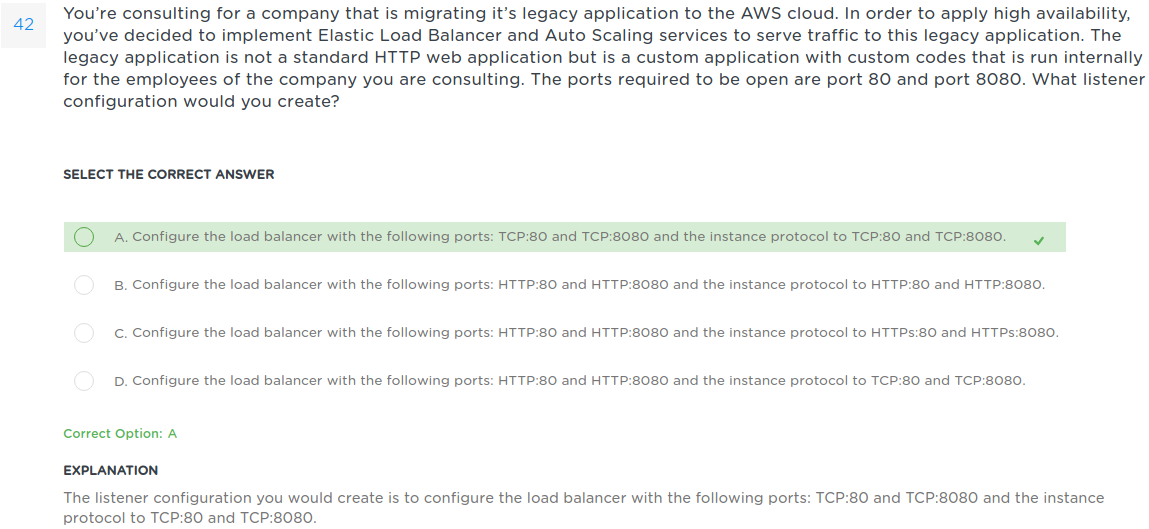 42
You're consulting for a company that is migrating it's legacy application to the AWS cloud. In order to apply high availability,
you've decided to implement Elastic Load Balancer and Auto Scaling services to serve traffic to this legacy application. The
legacy application is not a standard HTTP web application but is a custom application with custom codes that is run internally
for the employees of the company you are consulting. The ports required to be open are port 80 and port 8080. What listener
configuration would you create?
SELECT THE CORRECT ANSWER
A. Configure the load balancer with the following ports: TCP:80 and TCP:8080 and the instance protocol to TCP:80 and TCP:8080.
B. Configure the load balancer with the following ports: HTTP:80 and HTTP:8080 and the instance protocol to HTTP:80 and HTTP:8080.
C. Configure the load balancer with the following ports: HTTP:80 and HTTP:8080 and the instance protocol to HTTPs:80 and HTTPs:8080.
D. Configure the load balancer with the following ports: HTTP:80 and HTTP:8080 and the instance protocol to TCP:80 and TCP:8080.
Correct Option: A
EXPLANATION
The listener configuration you would create is to configure the load balancer with the following ports: TCP:80 and TCP:8080 and the instance
protocol to TCP:80 and TCP:8080.